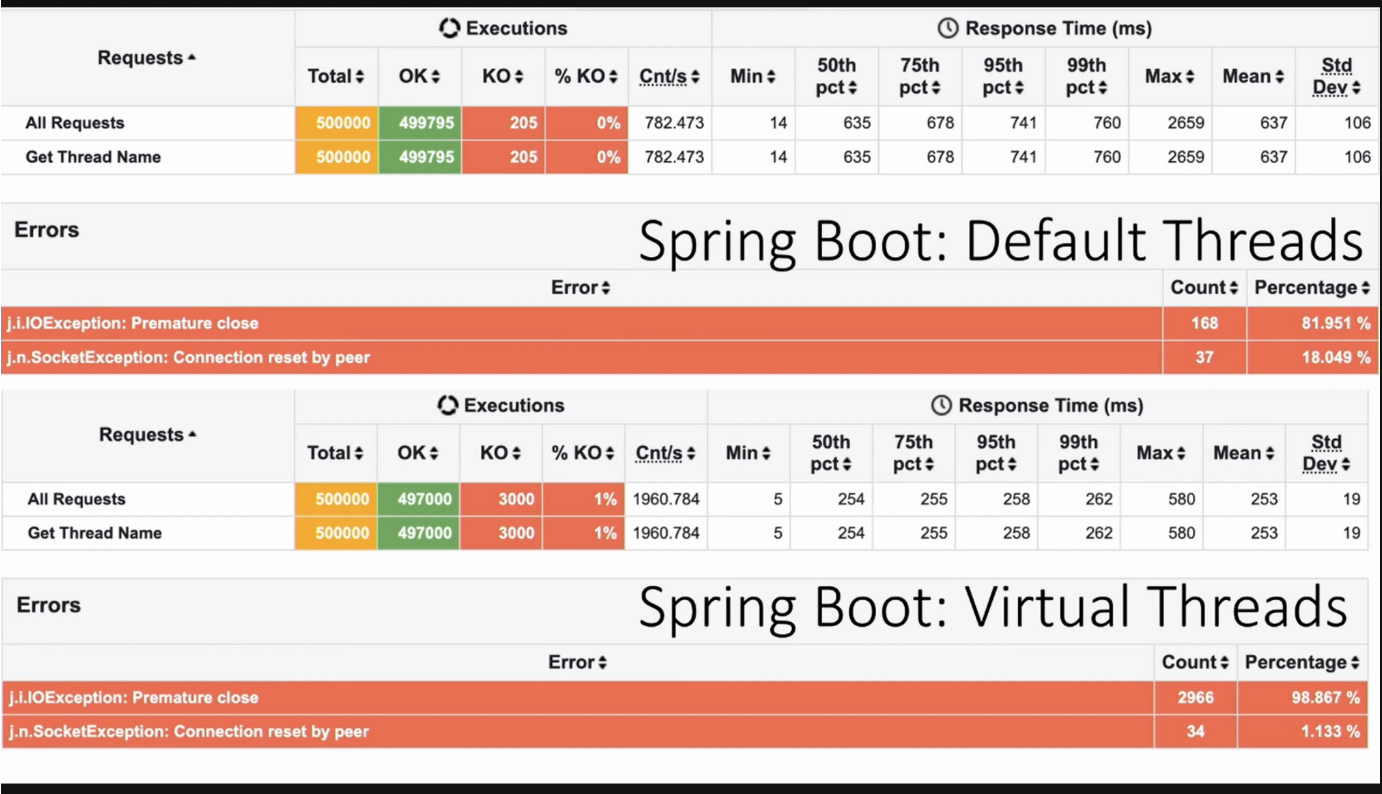 Executions Response Time (ms)
Requests
Total OK KO % KO Cnt/s Min 50th pct 75th pct 95th pct 99th pct Max Mean Std Dev
All Requests 500000 499795 205 0% 782.473 14 635 678 741 760 2659 637 106
Get Thread Name 500000 499795 205 0% 782.473 14 635 678 741 760 2659 637 106
Errors Spring Boot: Default Threads
Error Count Percentage
j.i.IOException: Premature close 168 81.951 %
j.n.SocketException: Connection reset by peer 37 18.049 %
Executions Response Time (ms)
Requests
Total OK KO % KO Cnt/s Min 50th pct 75th pct 95th pct 99th pct Max Mean Std Dev
All Requests 500000 497000 3000 1% 1960.784 5 254 255 258 262 580 253 19
Get Thread Name 500000 497000 3000 1% 1960.784 5 254 255 258 262 580 253 19
Errors Spring Boot: Virtual Threads
Error Count Percentage
j.i.IOException: Premature close 2966 98.867 %
j.n.SocketException: Connection reset by peer 34 1.133 %